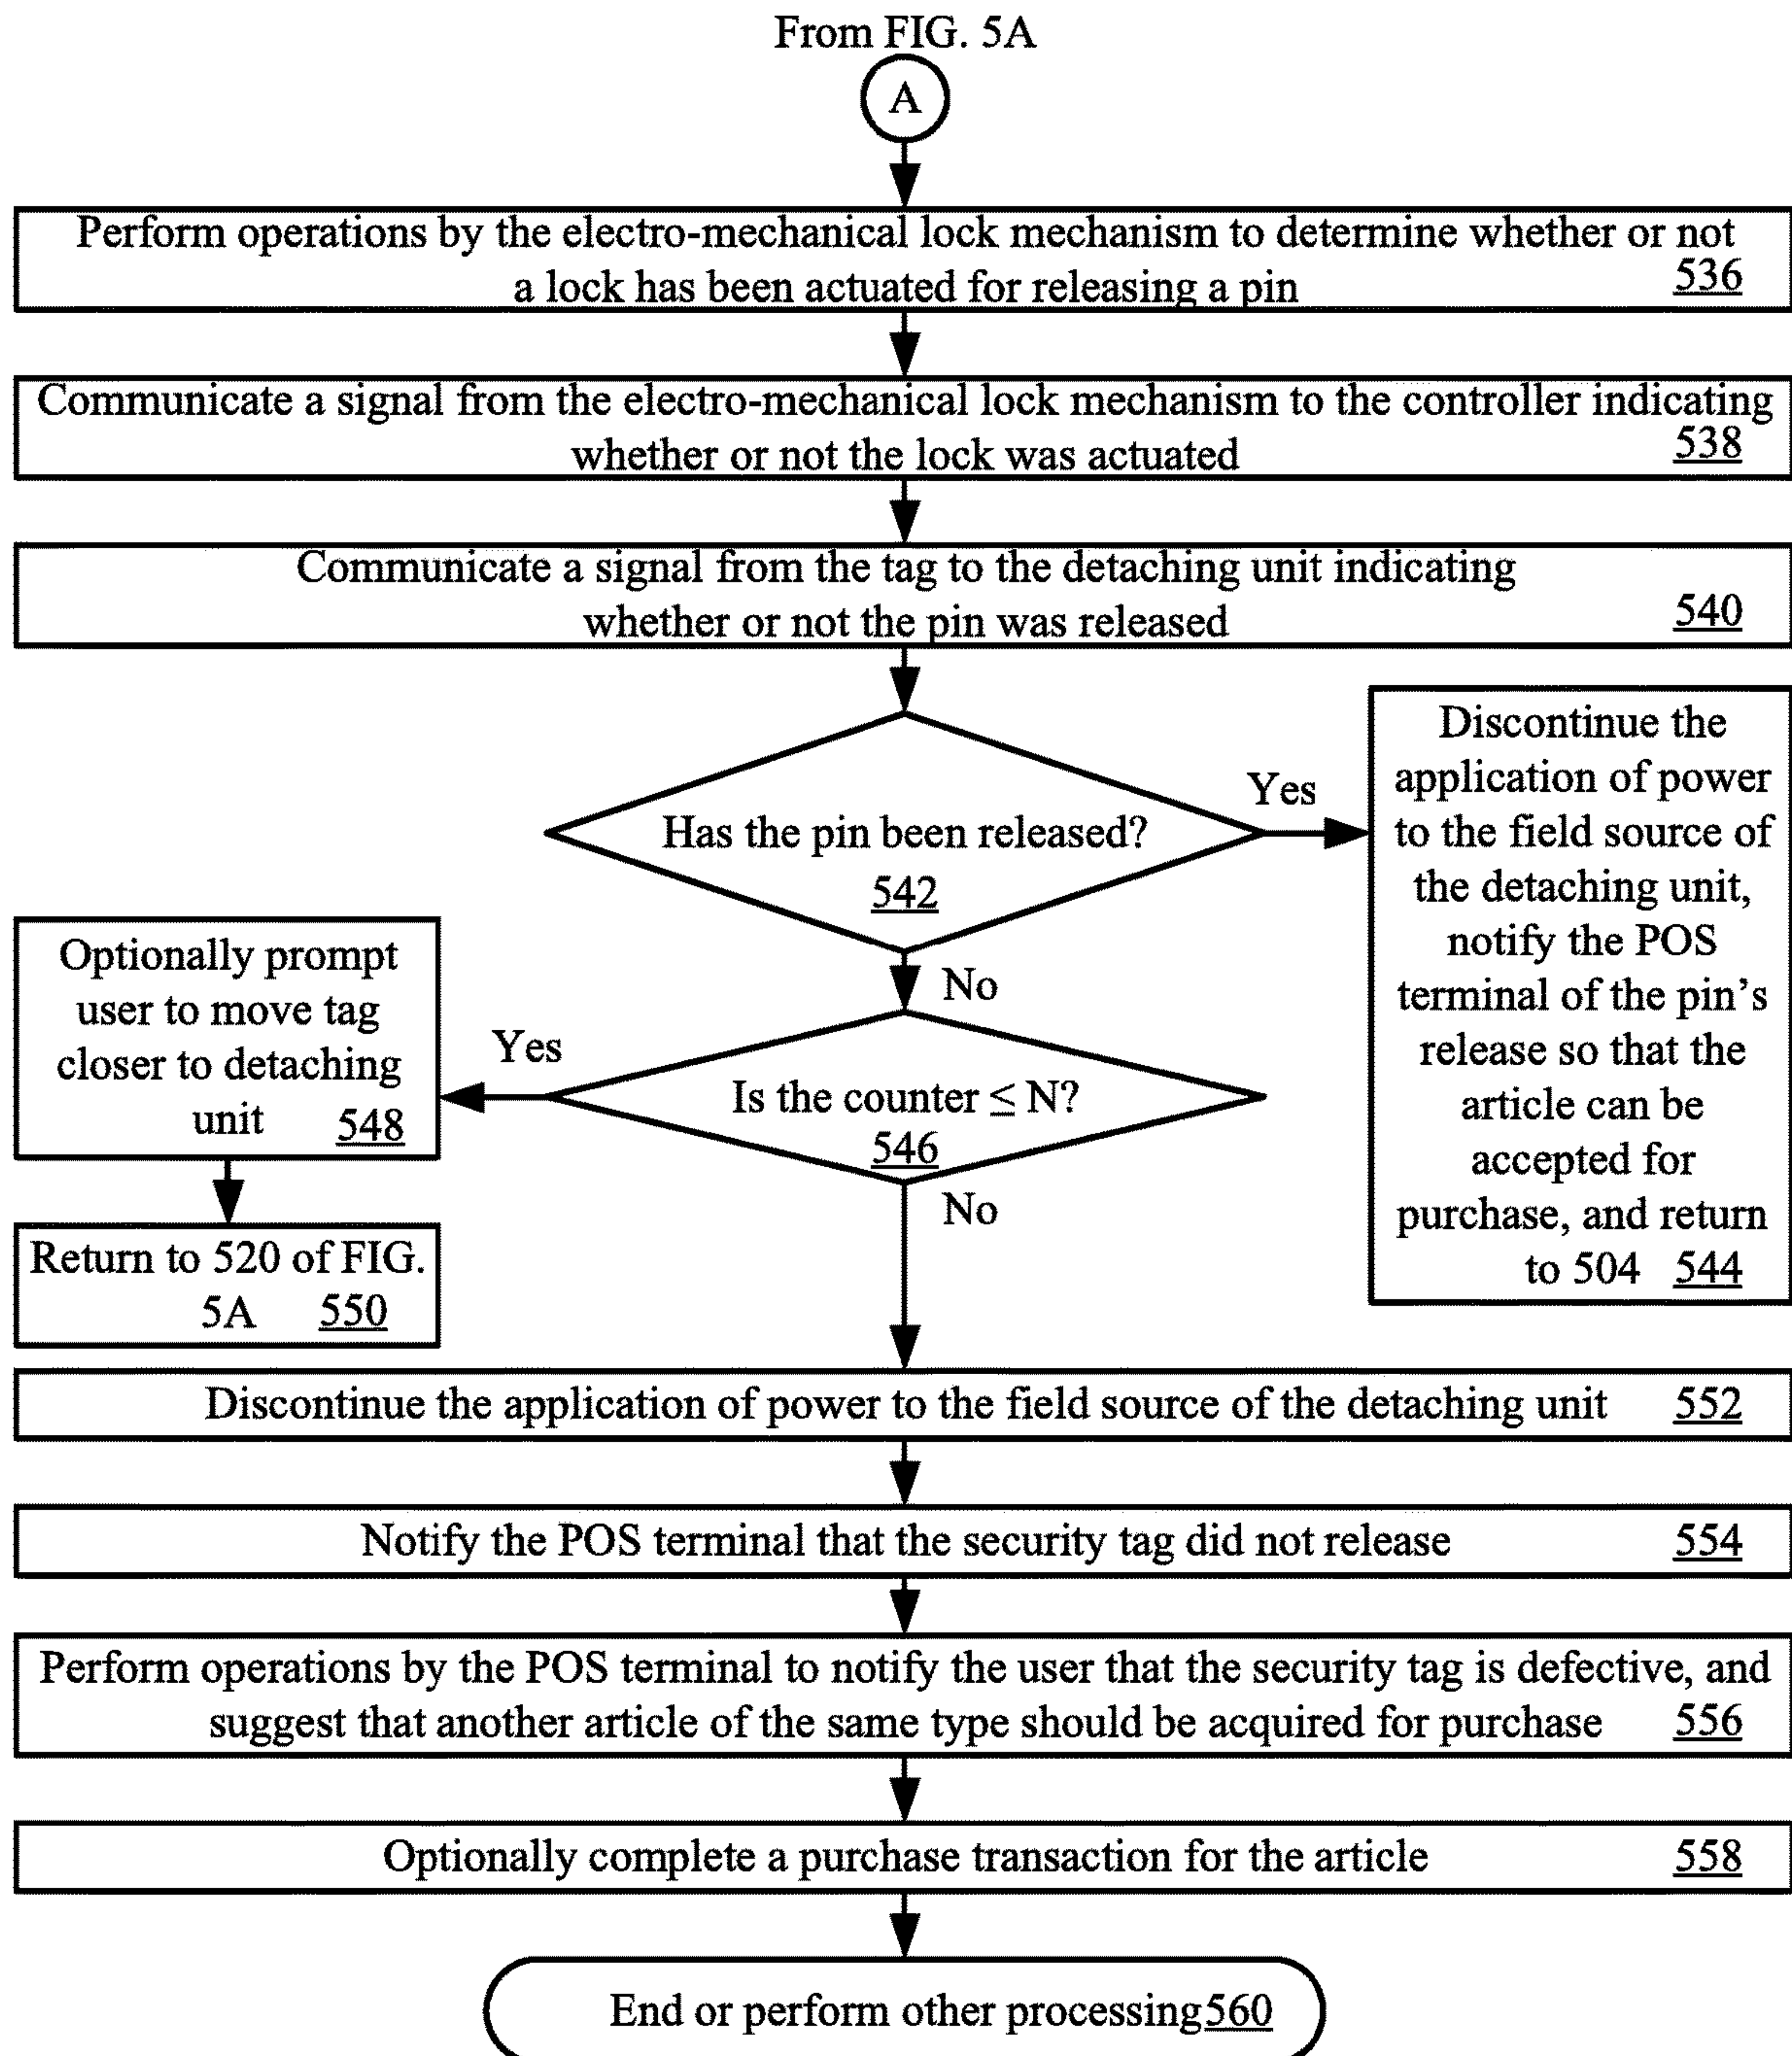 From FIG. 5A
A
Perform operations by the electro-mechanical lock mechanism to determine whether or not
a lock has been actuated for releasing a pin 536
Communicate a signal from the electro-mechanical lock mechanism to the controller indicating
whether or not the lock was actuated 538
Communicate a signal from the tag to the detaching unit indicating
whether or not the pin was released 540
Has the pin been released?
542
Yes
Discontinue the
application of power
to the field source of
the detaching unit,
notify the POS
terminal of the pin’s
release so that the
article can be
accepted for
purchase, and return
to 504 544
No
Is the counter ≤ N?
546
Yes
Optionally prompt
user to move tag
closer to detaching
unit 548
Return to 520 of FIG.
5A 550
No
Discontinue the application of power to the field source of the detaching unit 552
Notify the POS terminal that the security tag did not release 554
Perform operations by the POS terminal to notify the user that the security tag is defective, and
suggest that another article of the same type should be acquired for purchase 556
Optionally complete a purchase transaction for the article 558
End or perform other processing 560